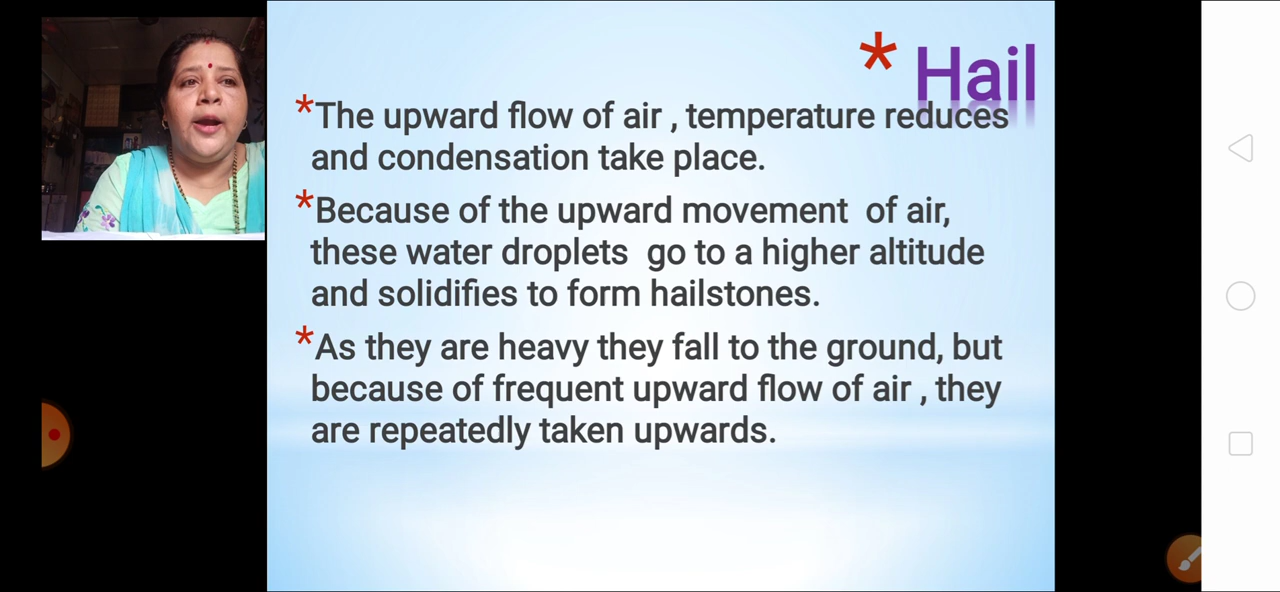 * Hail
*The upward flow of air , temperature reduces
and condensation take place.
*Because of the upward movement  of air,
these water droplets  go to a higher altitude
and solidifies to form hailstones.
*As they are heavy they fall to the ground, but
because of frequent upward flow of air , they
are repeatedly taken upwards.